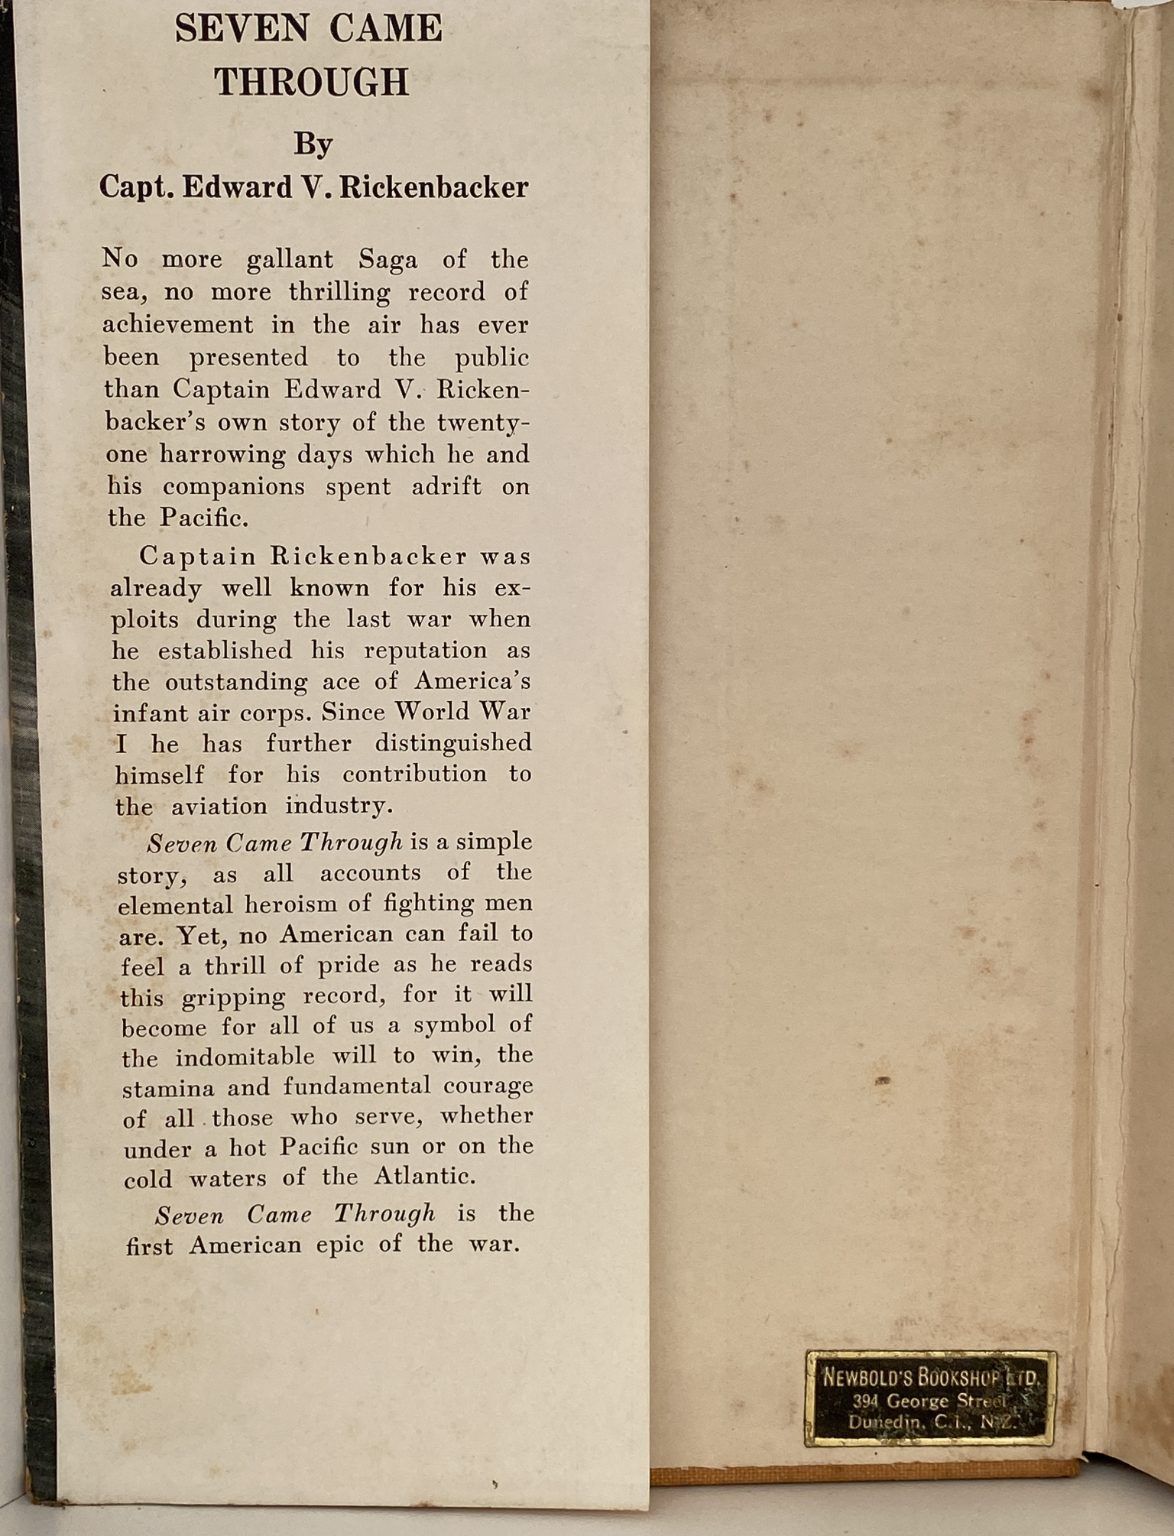 SEVEN CAME
THROUGH
By
Capt. Edward V. Rickenbacker
No more gallant Saga of the
sea, no more thrilling record of
achievement in the air has ever
been presented to the public
than Captain Edward V. Ricken-
backer's own story of the twenty-
one harrowing days which he and
his companions spent adrift on
the Pacific.
Captain Rickenbacker was
already well known for his ex-
ploits during the last war when
he established his reputation as
the outstanding ace of America's
infant air corps. Since World War
I he has further distinguished
himself for his contribution to
the aviation industry.
Seven Came Through is a simple
story, as all accounts of the
elemental heroism of fighting men
are. Yet, no American can fail to
feel a thrill of pride as he reads
this gripping record, for it will
become for all of us a symbol of
the indomitable will to win, the
stamina and fundamental courage
of all those who serve, whether
under a hot Pacific sun or on the
cold waters of the Atlantic.
Seven Came Through is the
first American epic of the war.
NEWBOLD'S BOOKSHOP LTD.
394 George Street
Dunedin, C.1., N.Z.